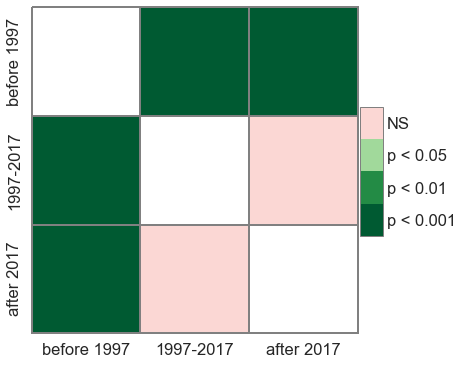 before 1997
1997-2017
after 2017
NS
p < 0.05
p < 0.01
p < 0.001
before 1997
1997-2017
after 2017